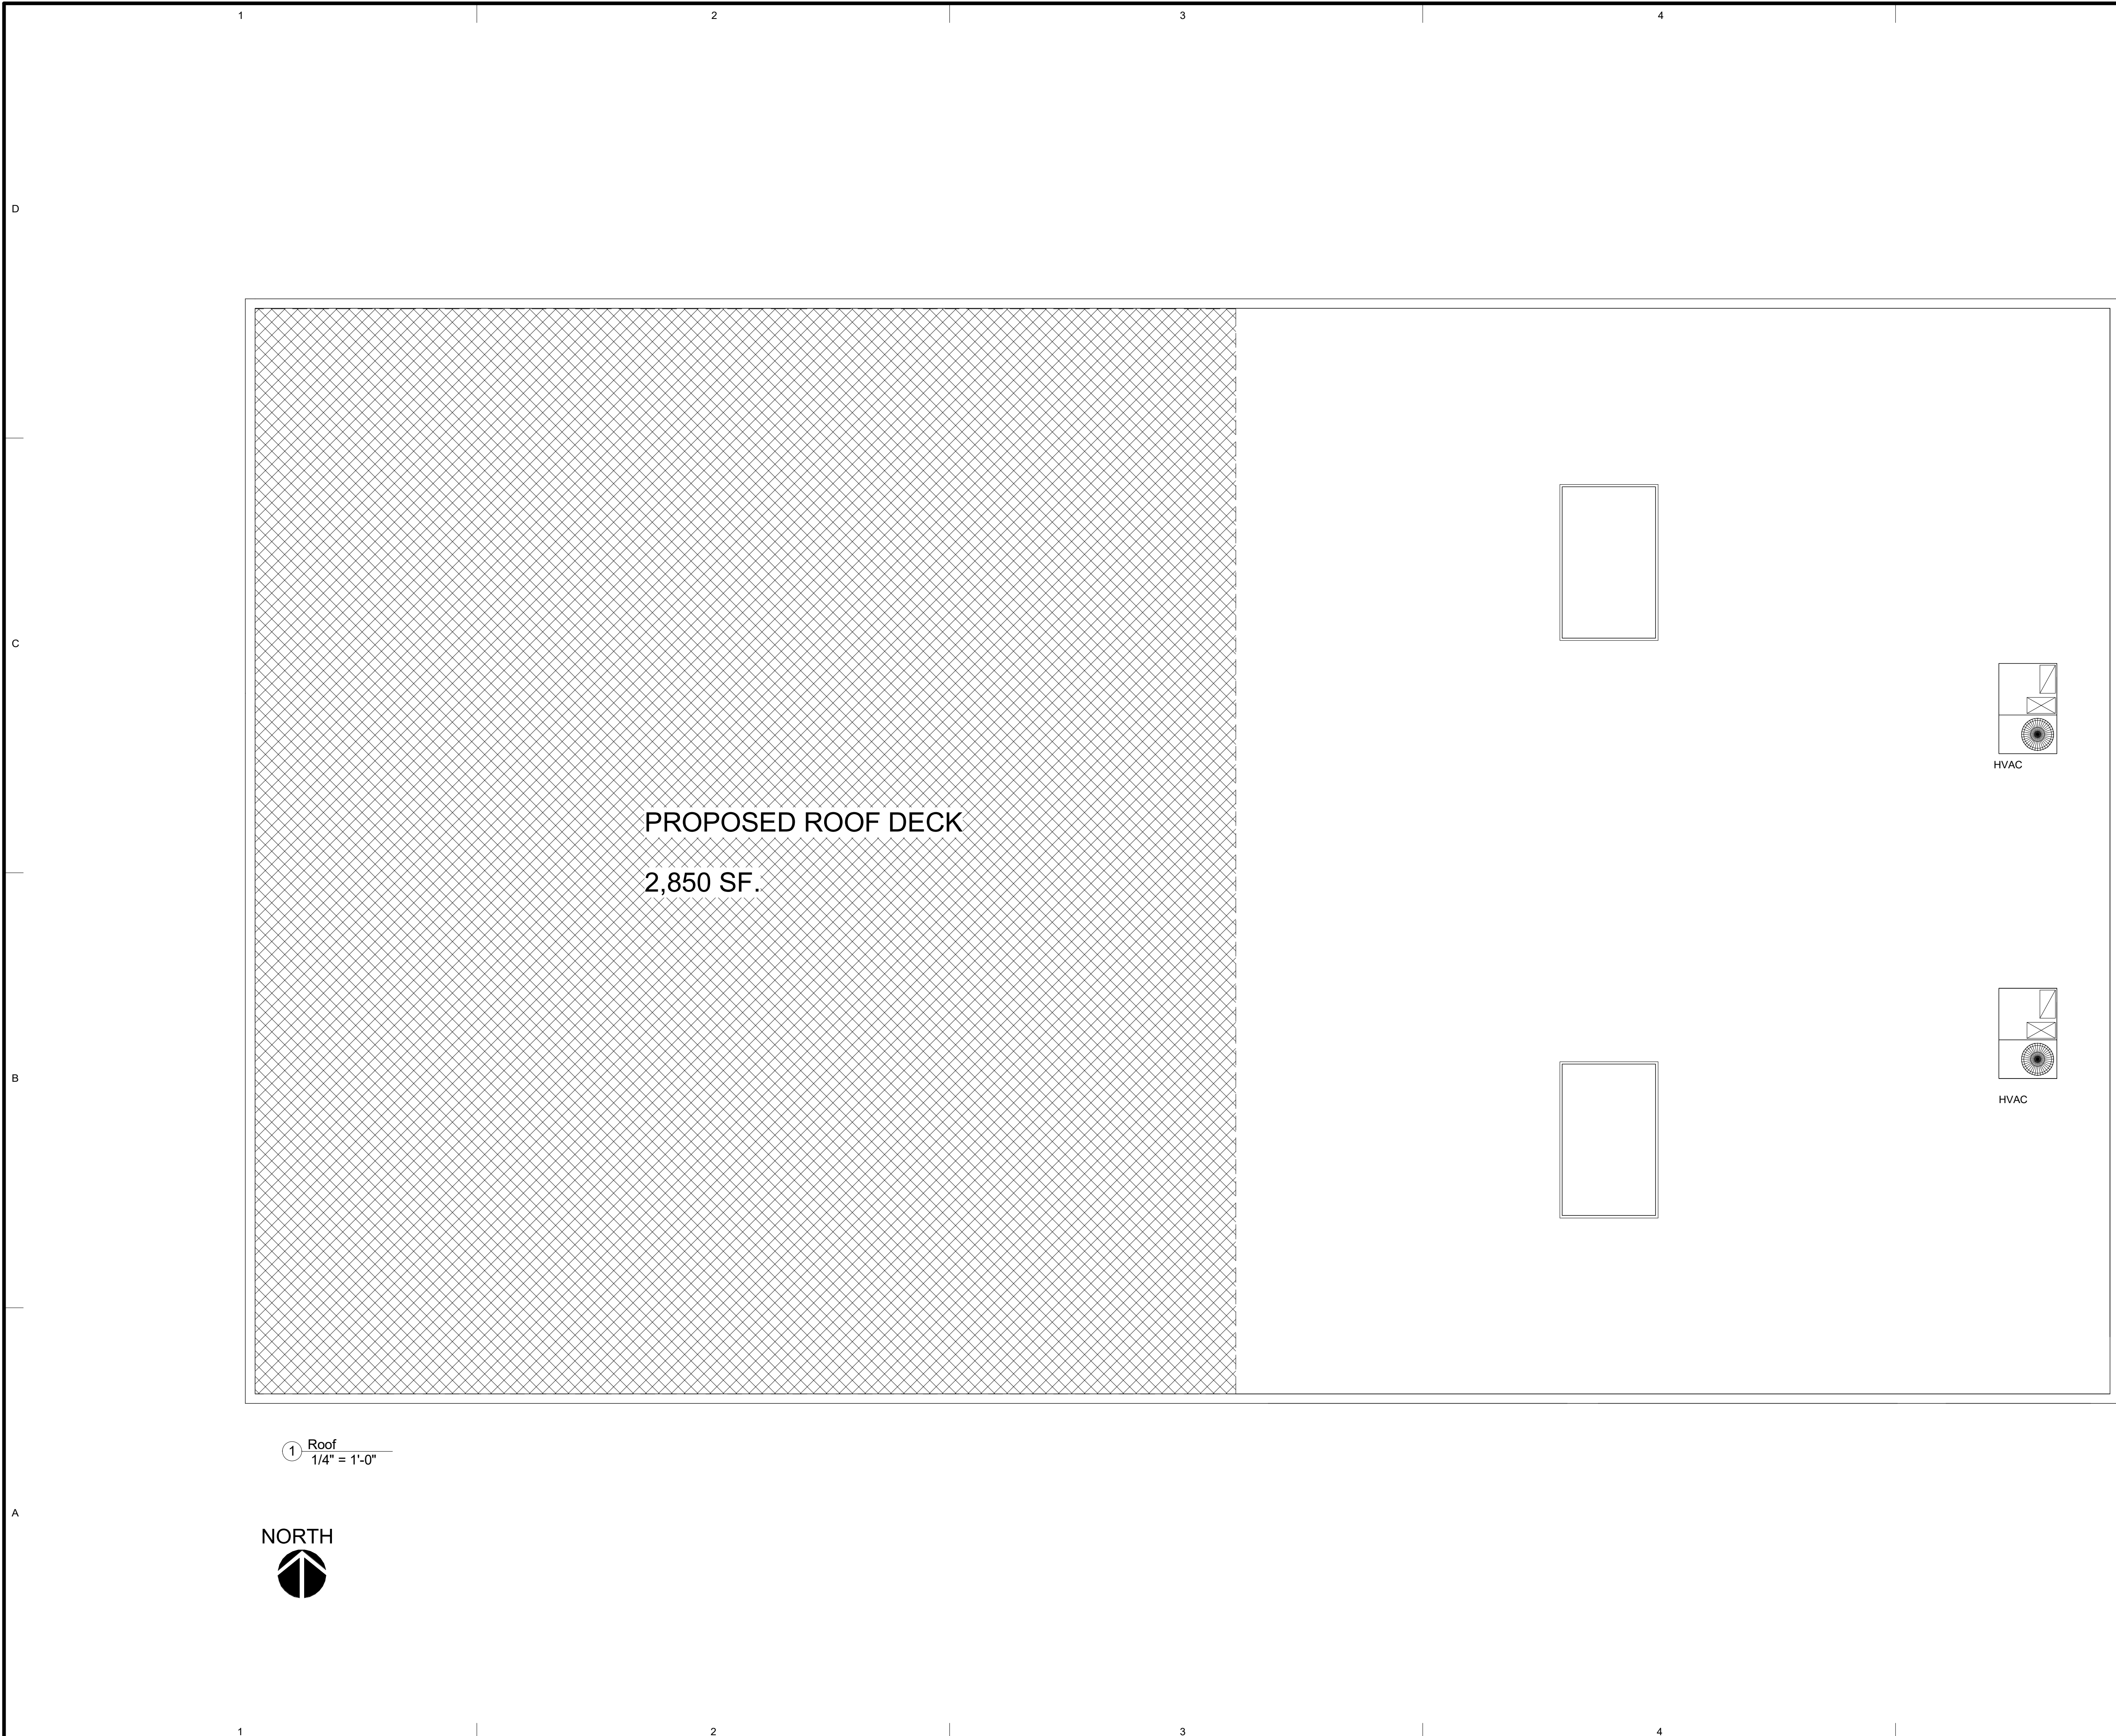 1 2 3 4
D
C
HVAC
PROPOSED ROOF DECK
2,850 SF.
B
HVAC
1 Roof
1/4" = 1'-0"
A
NORTH
1 2 3 4